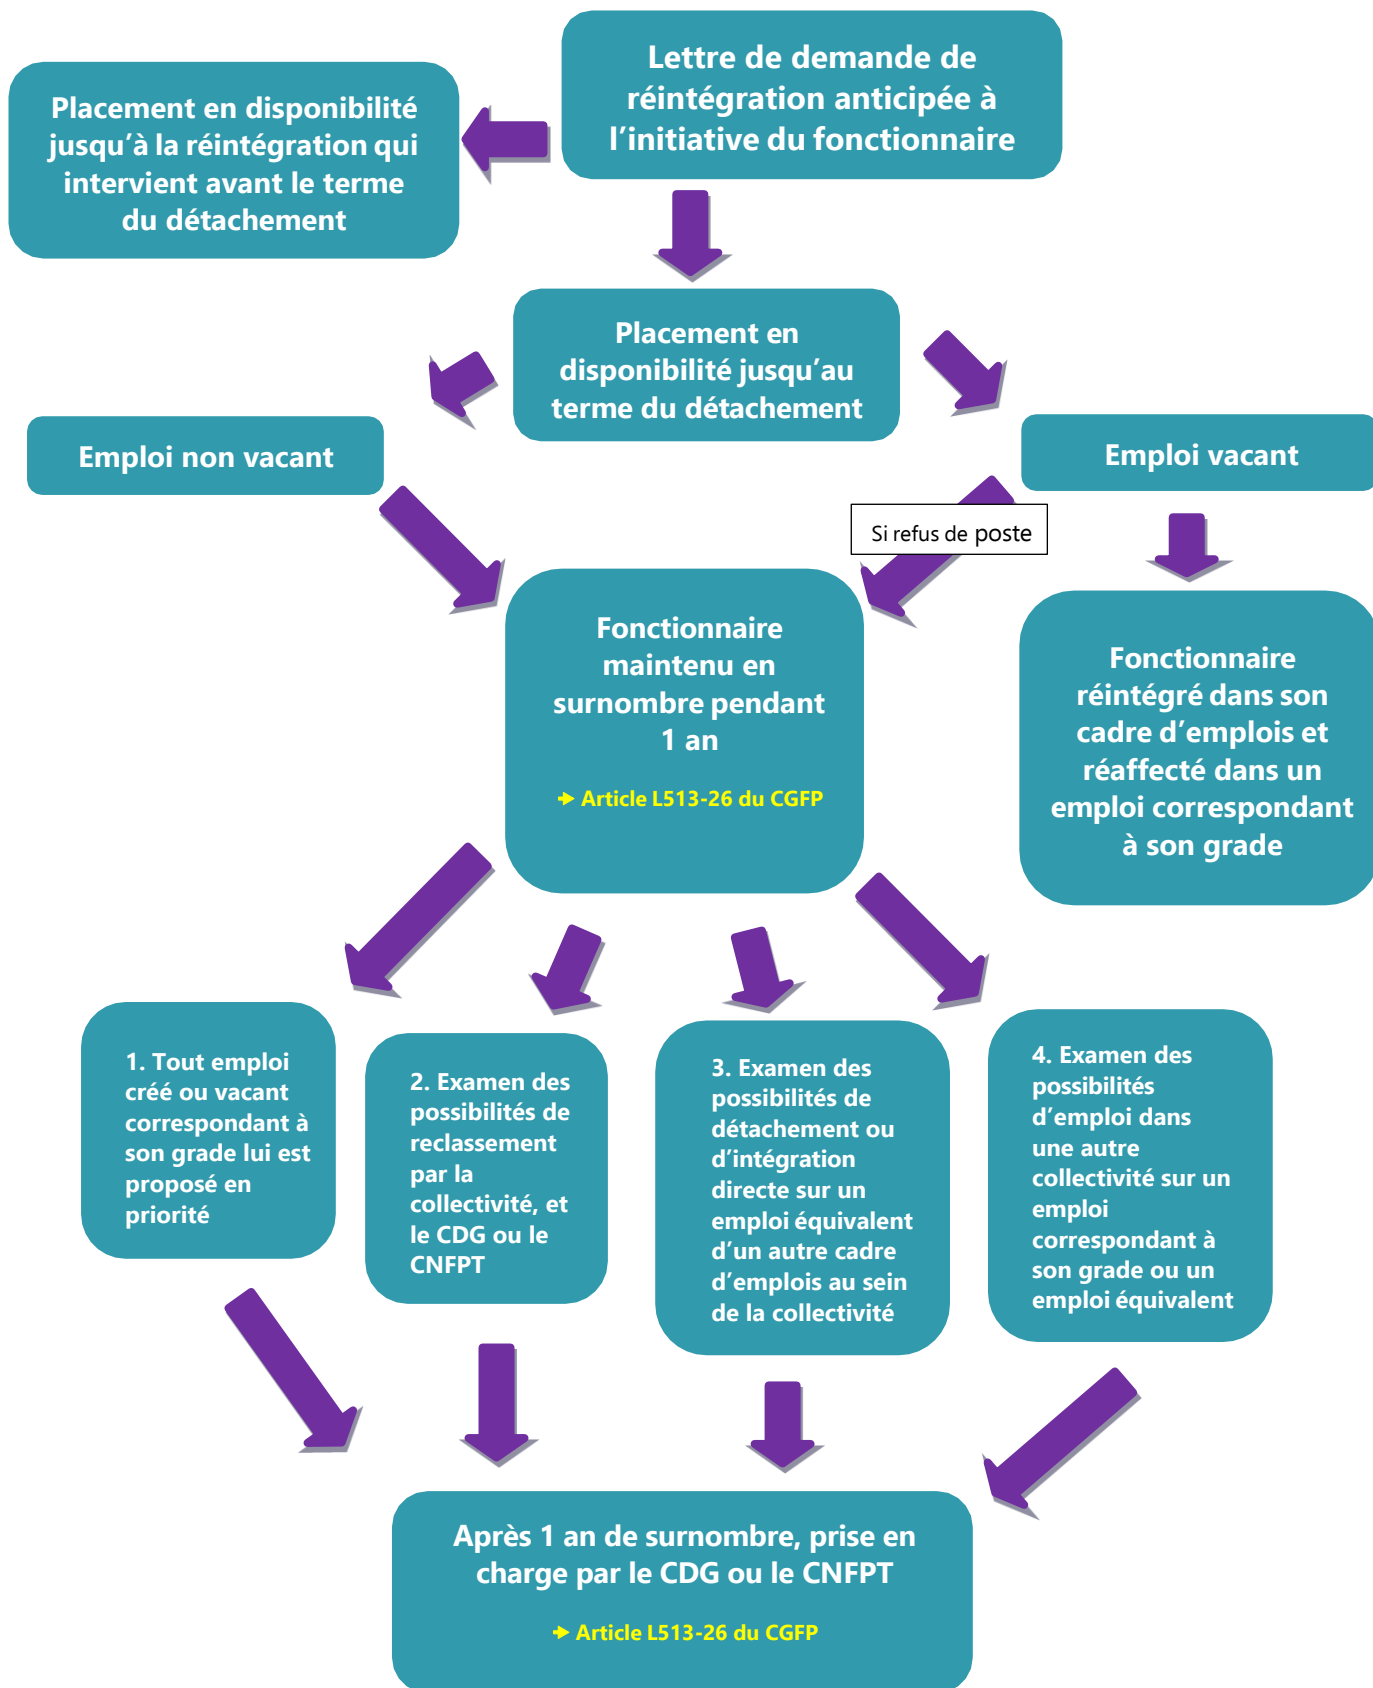 Lettre de demande de
réintégration anticipée à
l’initiative du fonctionnaire
Placement en disponibilité
jusqu’à la réintégration qui
intervient avant le terme
du détachement
Placement en
disponibilité jusqu’au
terme du détachement
Emploi non vacant
Emploi vacant
Si refus de poste
Fonctionnaire
maintenu en
surnombre pendant
1 an
➧ Article L513-26 du CGFP
Fonctionnaire
réintégré dans son
cadre d’emplois et
réaffecté dans un
emploi correspondant
à son grade
1. Tout emploi
créé ou vacant
correspondant à
son grade lui est
proposé en
priorité
2. Examen des
possibilités de
reclassement
par la
collectivité, et
le CDG ou le
CNFPT
3. Examen des
possibilités de
détachement ou
d’intégration
directe sur un
emploi équivalent
d’un autre cadre
d’emplois au sein
de la collectivité
4. Examen des
possibilités
d’emploi dans
une autre
collectivité sur un
emploi
correspondant à
son grade ou un
emploi équivalent
Après 1 an de surnombre, prise en
charge par le CDG ou le CNFPT
➧ Article L513-26 du CGFP